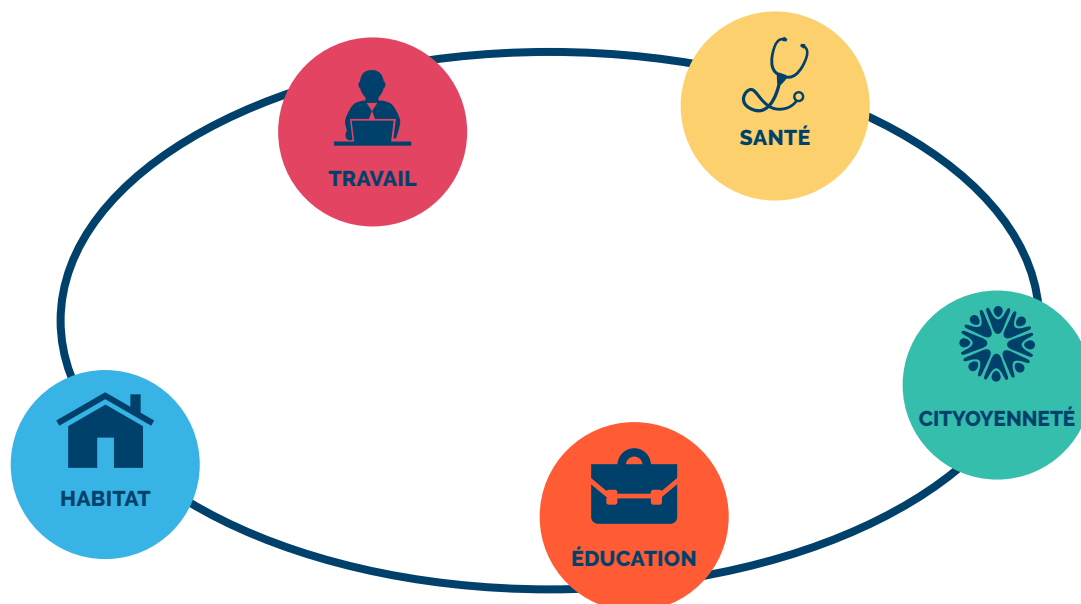 SANTÉ
TRAVAIL
CITYOYENNETÉ
HABITAT
ÉDUCATION